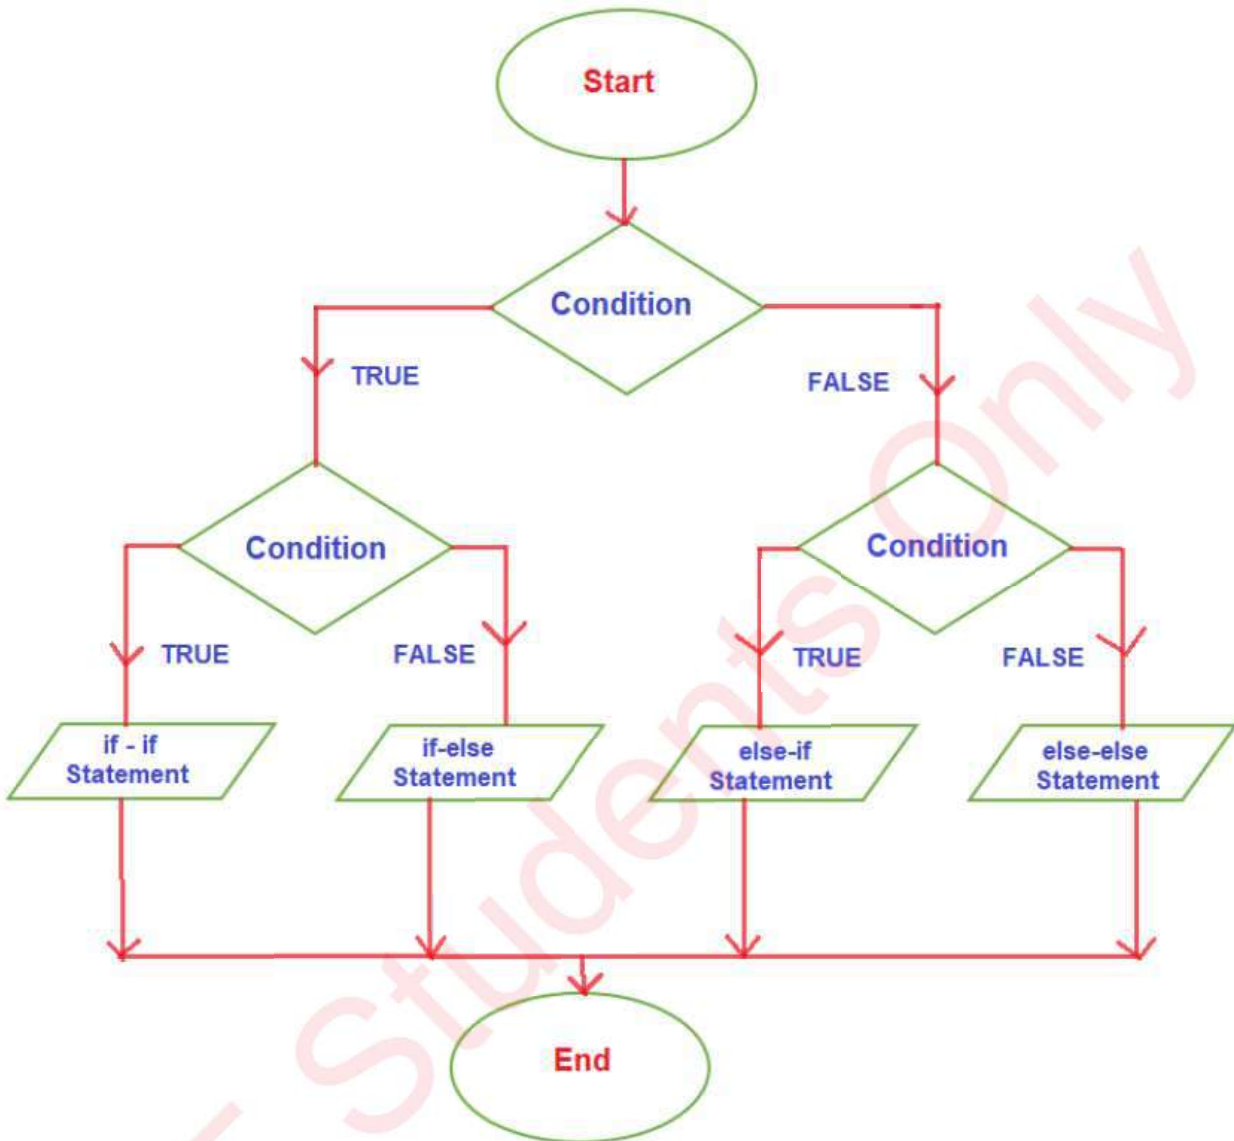 Start
Condition
TRUE
FALSE
Condition
Condition
TRUE
FALSE
TRUE
FALSE
if - if
Statement
if-else
Statement
else-if
Statement
else-else
Statement
End
Students Only